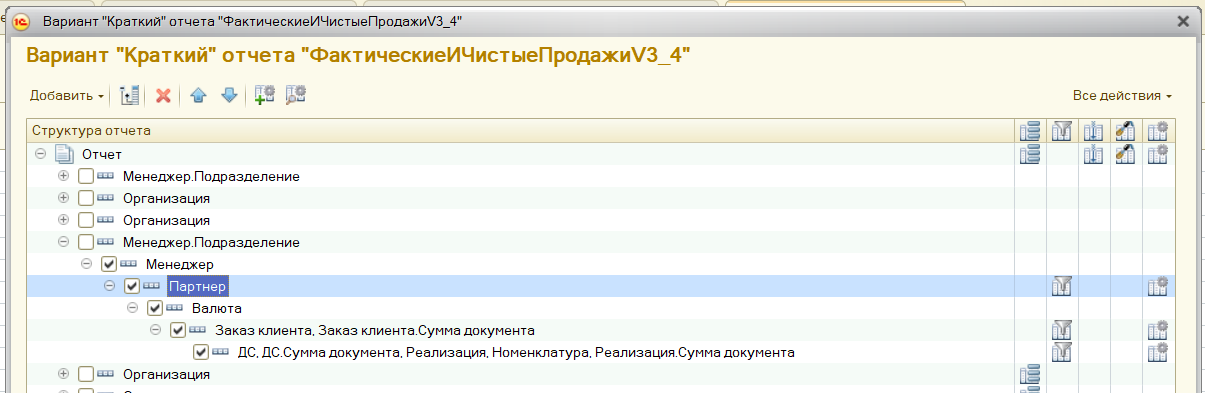 Вариант "Краткий" отчета "ФактическиеИЧистыеПродажиV3_4"
Вариант "Краткий" отчета "ФактическиеИЧистыеПродажиV3_4"
Добавить Все действия
Структура отчета
Отчет
Менеджер.Подразделение
Организация
Организация
Менеджер.Подразделение
Менеджер
Партнер
Валюта
Заказ клиента, Заказ клиента.Сумма документа
ДС, ДС.Сумма документа, Реализация, Номенклатура, Реализация.Сумма документа
Организация